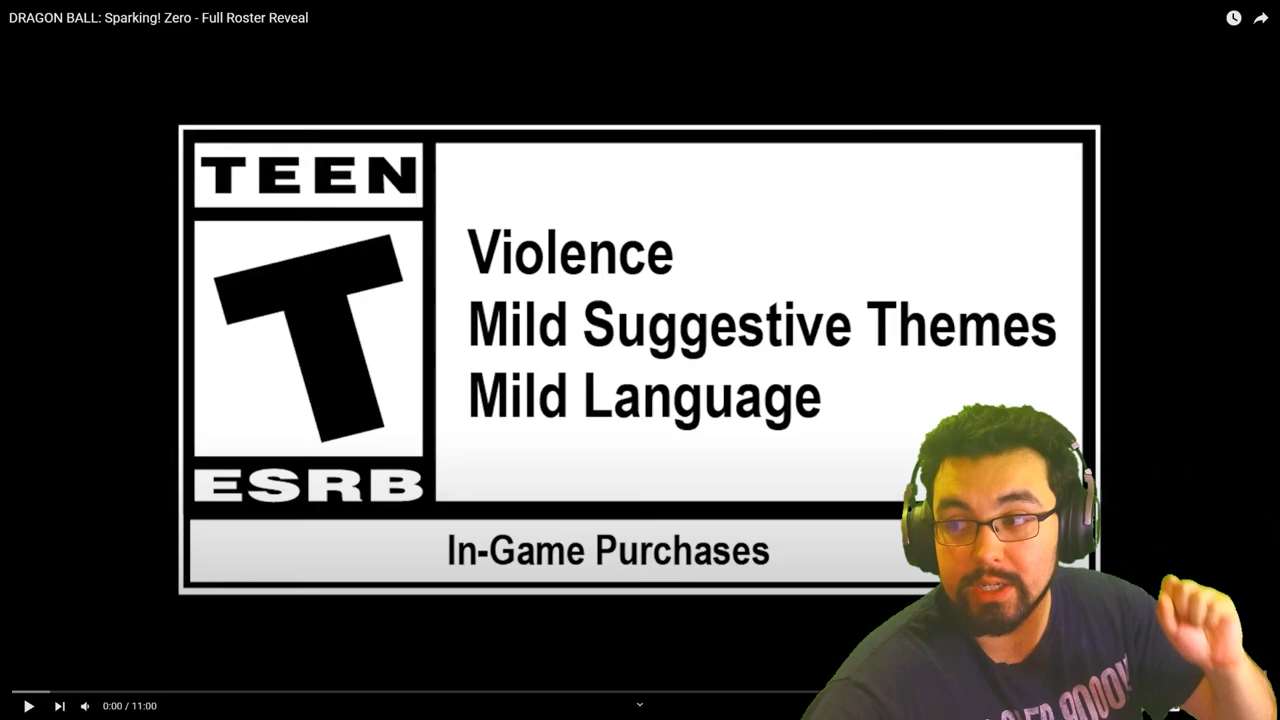 DRAGON BALL: Sparking! Zero - Full Roster Reveal
TEEN
T
ESRB
Violence
Mild Suggestive Themes
Mild Language
In-Game Purchases
0:00 / 11:00